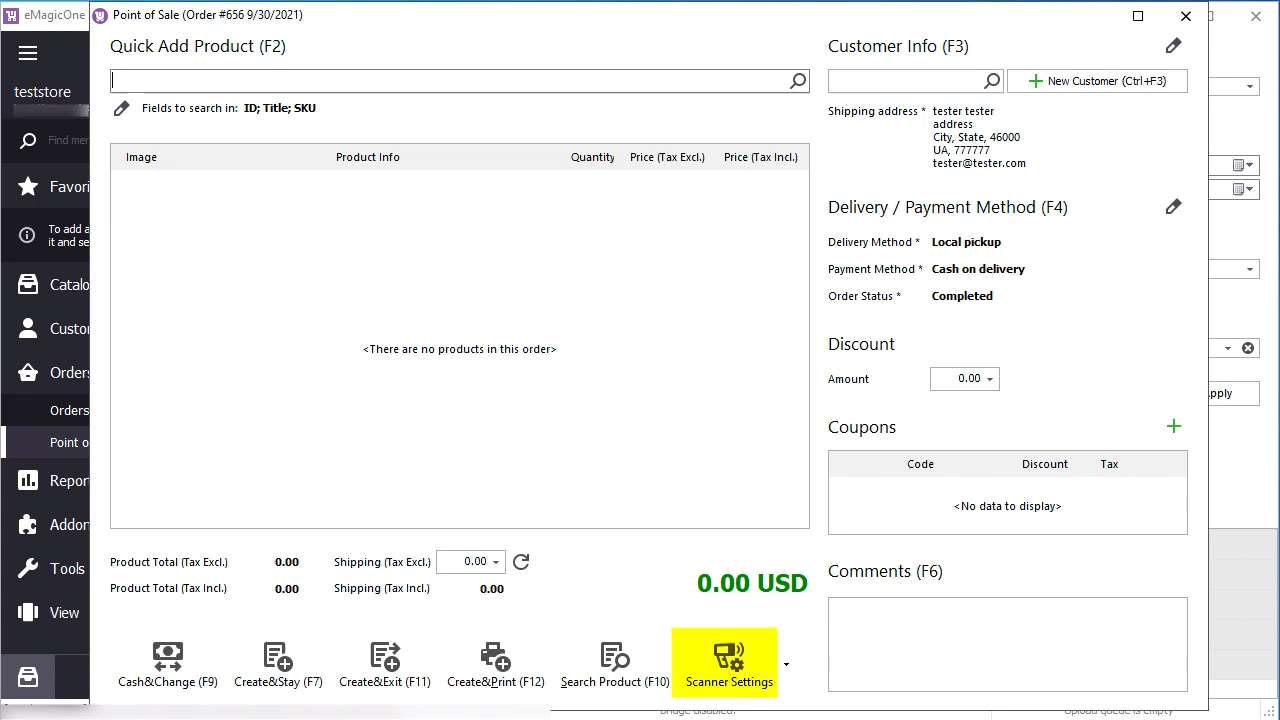 eMagicOne
Point of Sale (Order #656 9/30/2021)
teststore
Find mer
Favori
To add a
it and se
Catalo
Custo
Orders
Orders
Point o
Repor
Addon
Tools
View
Quick Add Product (F2)
Fields to search in: ID; Title; SKU
Image Product Info Quantity Price (Tax Excl.) Price (Tax Incl.)
<There are no products in this order>
Product Total (Tax Excl.) 0.00 Shipping (Tax Excl.) 0.00
Product Total (Tax Incl.) 0.00 Shipping (Tax Incl.) 0.00
0.00 USD
Cash&Change (F9) Create&Stay (F7) Create&Exit (F11) Create&Print (F12) Search Product (F10) Scanner Settings
Customer Info (F3)
New Customer (Ctrl+F3)
Shipping address * tester tester
address
City, State, 46000
UA, 777777
tester@tester.com
Delivery / Payment Method (F4)
Delivery Method * Local pickup
Payment Method * Cash on delivery
Order Status * Completed
Discount
Amount 0.00
Coupons
Code Discount Tax
<No data to display>
Comments (F6)
pply
Bridge disabled.
Upload queue is empty